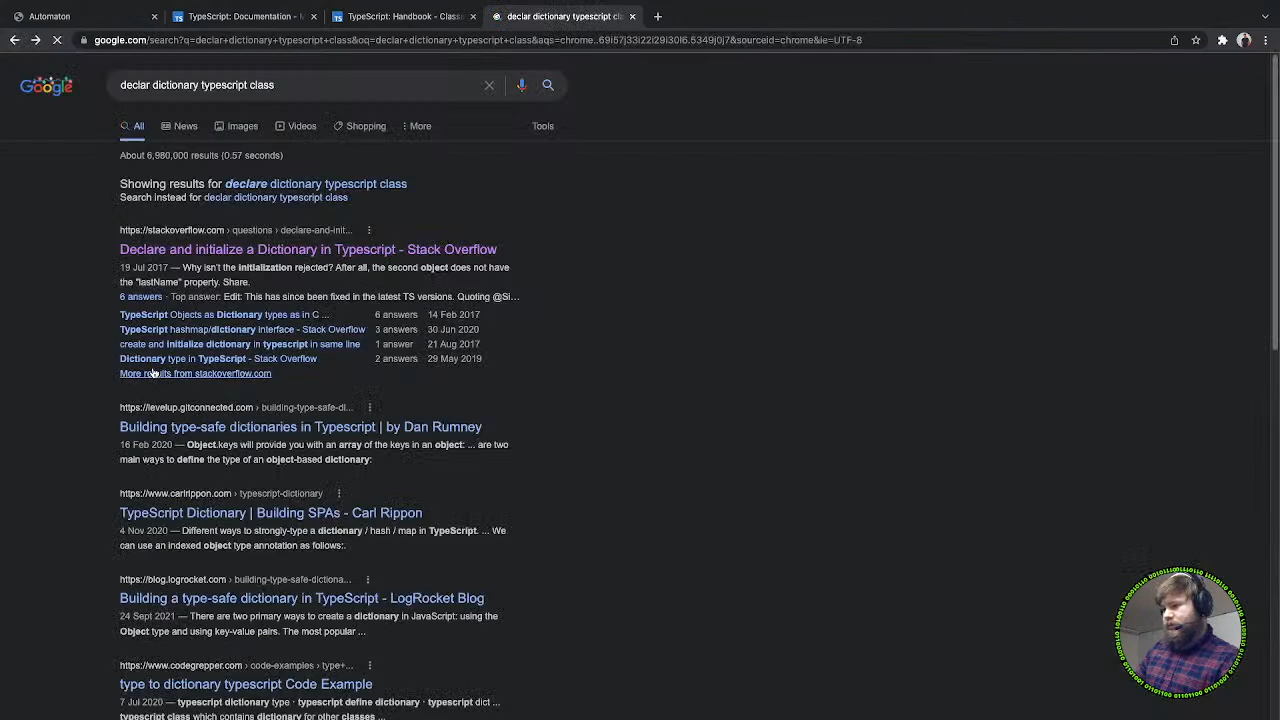 Automaton
TypeScript: Documentation - M
TypeScript: Handbook - Classe
declar dictionary typescript cla
google.com/search?q=declar+dictionary+typescript+class&oq=declar+dictionary+typescript+class&aqs=chrome..69i57j33i22i29i30l6.5349j0j7&sourceid=chrome&ie=UTF-8
Google
declar dictionary typescript class
All
News
Images
Videos
Shopping
More
Tools
About 6,980,000 results (0.57 seconds)
Showing results for declare dictionary typescript class
Search instead for declar dictionary typescript class
https://stackoverflow.com › questions › declare-and-init...
Declare and initialize a Dictionary in Typescript - Stack Overflow
19 Jul 2017 — Why isn't the initialization rejected? After all, the second object does not have
the "lastName" property. Share.
6 answers · Top answer: Edit: This has since been fixed in the latest TS versions. Quoting @Si...
TypeScript Objects as Dictionary types as in C ... 6 answers 14 Feb 2017
TypeScript hashmap/dictionary interface - Stack Overflow 3 answers 30 Jun 2020
create and initialize dictionary in typescript in same line 1 answer 21 Aug 2017
Dictionary type in TypeScript - Stack Overflow 2 answers 29 May 2019
More results from stackoverflow.com
https://levelup.gitconnected.com › building-type-safe-di...
Building type-safe dictionaries in Typescript | by Dan Rumney
16 Feb 2020 — Object.keys will provide you with an array of the keys in an object: ... are two
main ways to define the type of an object-based dictionary:
https://www.carlrippon.com › typescript-dictionary
TypeScript Dictionary | Building SPAs - Carl Rippon
4 Nov 2020 — Different ways to strongly-type a dictionary / hash / map in TypeScript. ... We
can use an indexed object type annotation as follows:.
https://blog.logrocket.com › building-type-safe-dictiona...
Building a type-safe dictionary in TypeScript - LogRocket Blog
24 Sept 2021 — There are two primary ways to create a dictionary in JavaScript: using the
Object type and using key-value pairs. The most popular ...
https://www.codegrepper.com › code-examples › type+...
type to dictionary typescript Code Example
7 Jul 2020 — typescript dictionary type · typescript define dictionary · typescript dict ...
typescript class which contains dictionary for other classes ...